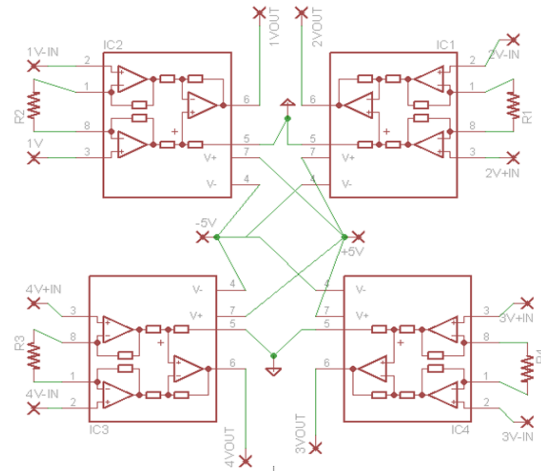 1V-IN
IC2
1VOUT
2VOUT
IC1
2V-IN
2
1
8
3
R2
1V
6
5
7
4
V+
V-
6
5
7
4
V+
V-
2
1
8
3
R1
2V+IN
-5V
+5V
4V+IN
3
8
1
2
R3
4V-IN
IC3
V-
V+
4
7
5
6
4VOUT
4
7
5
6
V-
V+
3VOUT
IC4
3
8
1
2
3V+IN
R4
3V-IN